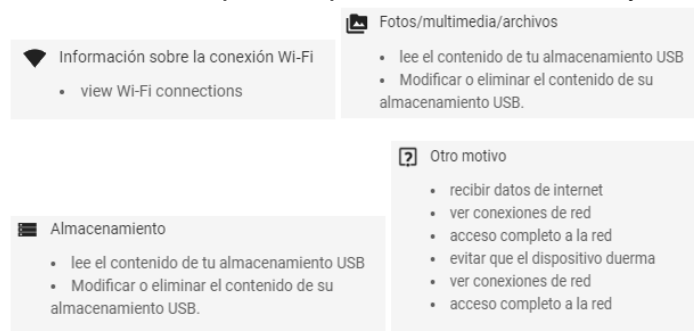 Información sobre la conexión Wi-Fi
• view Wi-Fi connections
Fotos/multimedia/archivos
• lee el contenido de tu almacenamiento USB
• Modificar o eliminar el contenido de su
almacenamiento USB.
Almacenamiento
• lee el contenido de tu almacenamiento USB
• Modificar o eliminar el contenido de su
almacenamiento USB.
Otro motivo
• recibir datos de internet
• ver conexiones de red
• acceso completo a la red
• evitar que el dispositivo duerma
• ver conexiones de red
• acceso completo a la red